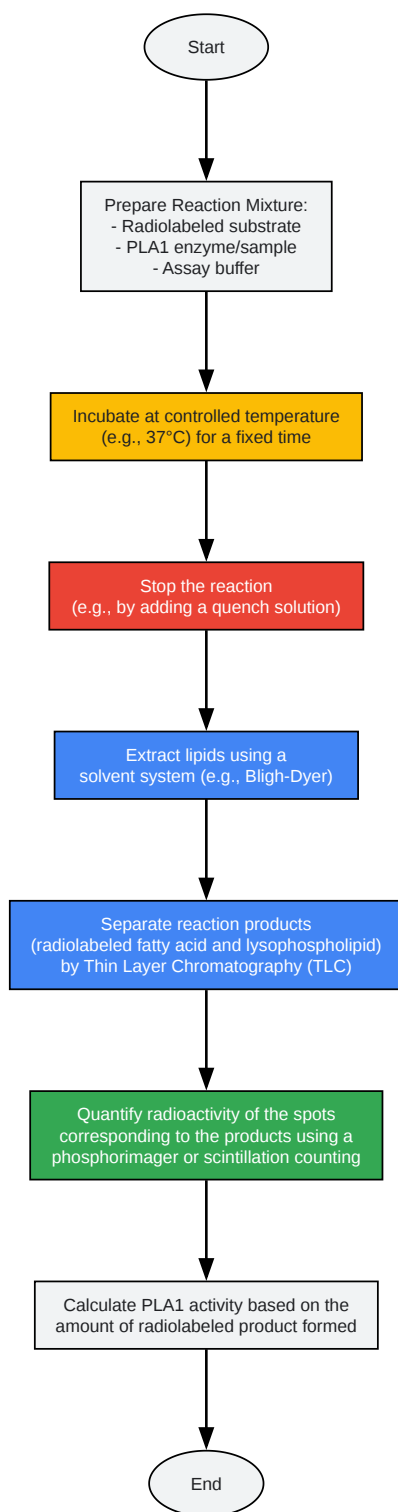 Start
Prepare Reaction Mixture:
- Radiolabeled substrate
- PLA1 enzyme/sample
- Assay buffer
Incubate at controlled temperature
(e.g., 37°C) for a fixed time
Stop the reaction
(e.g., by adding a quench solution)
Extract lipids using a
solvent system (e.g., Bligh-Dyer)
Separate reaction products
(radiolabeled fatty acid and lysophospholipid)
by Thin Layer Chromatography (TLC)
Quantify radioactivity of the spots
corresponding to the products using a
phosphorimager or scintillation counting
Calculate PLA1 activity based on the
amount of radiolabeled product formed
End